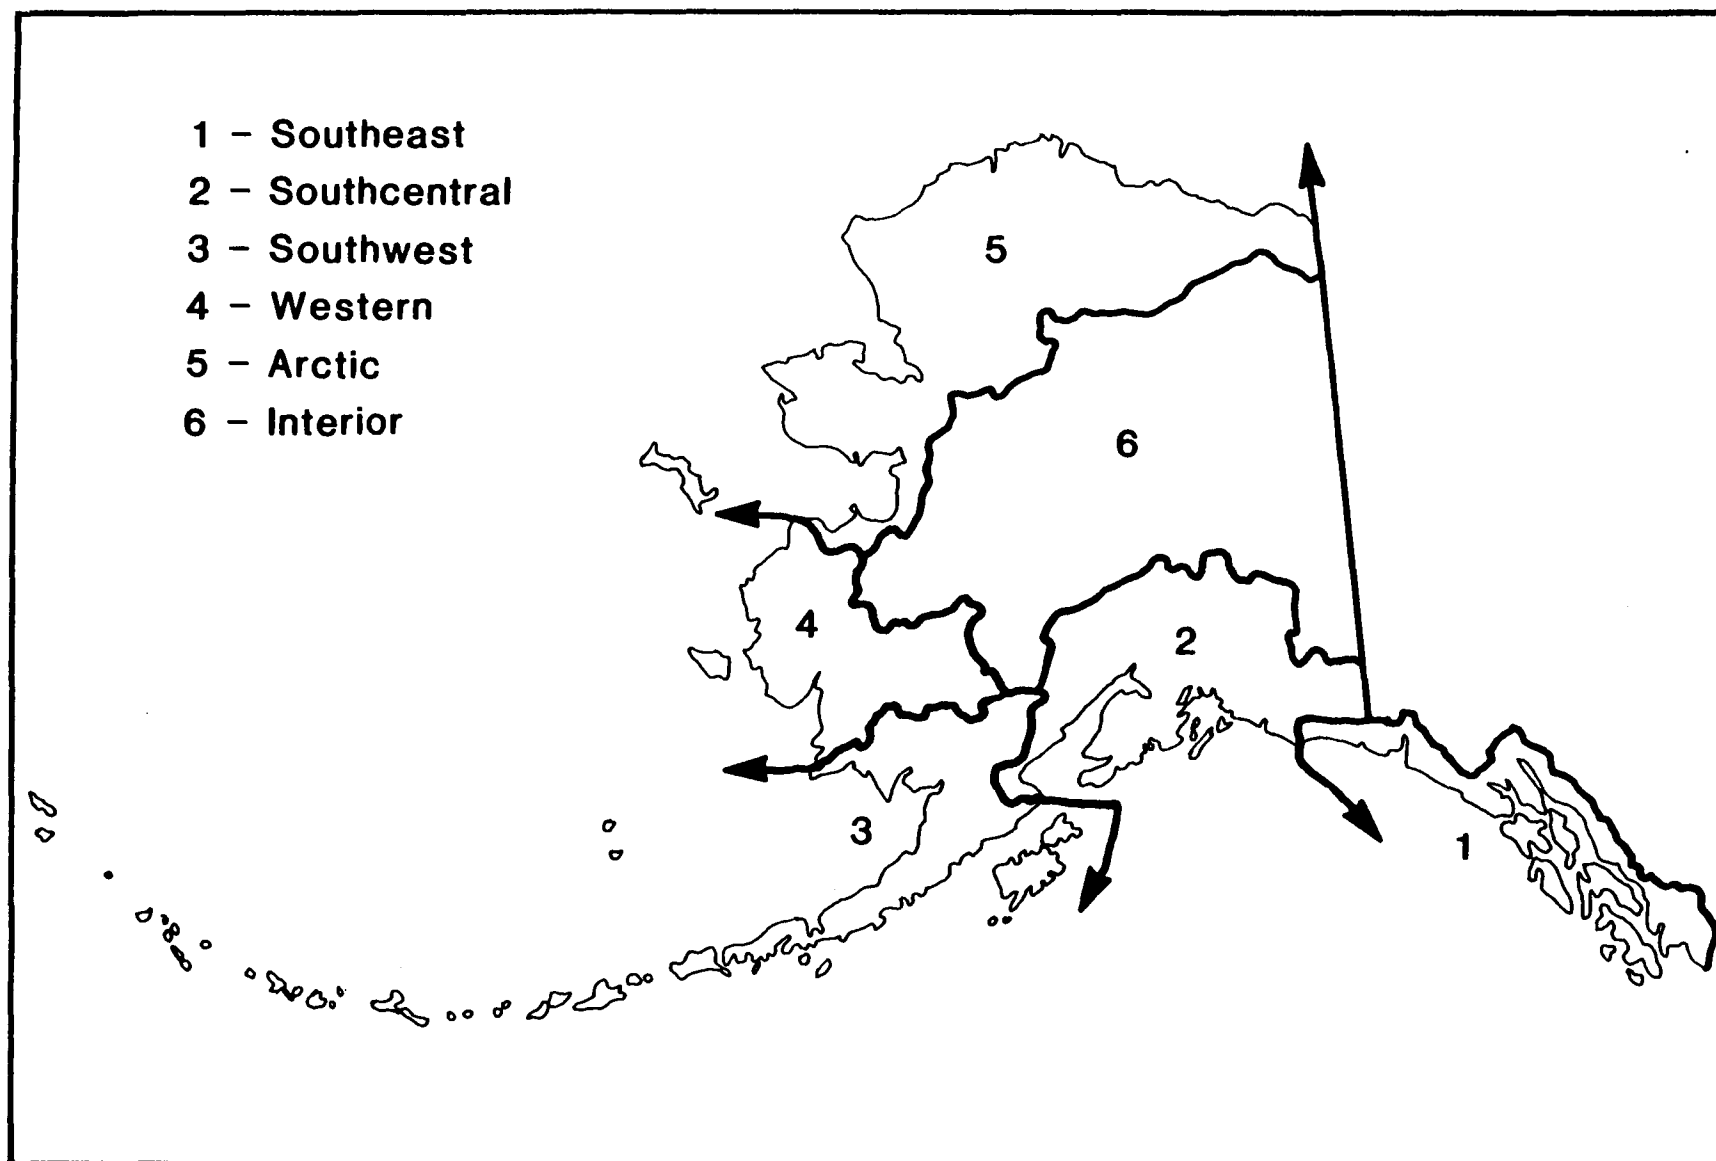 1 – Southeast
2 – Southcentral
3 – Southwest
4 – Western
5 – Arctic
6 – Interior
5
6
4
2
3
1